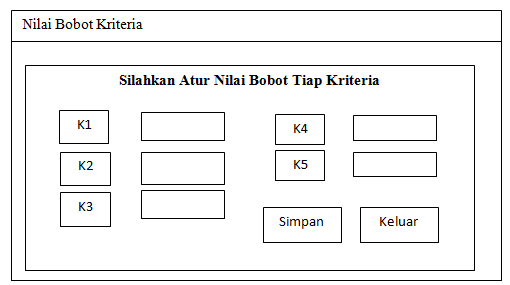 Nilai Bobot Kriteria
Silahkan Atur Nilai Bobot Tiap Kriteria
K1
K4
K2
K5
K3
Simpan
Keluar